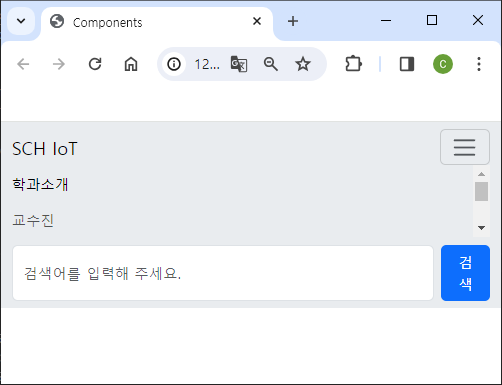 Components
12...
C
SCH IoT
학과소개
교수진
검색어를 입력해 주세요.
검
색